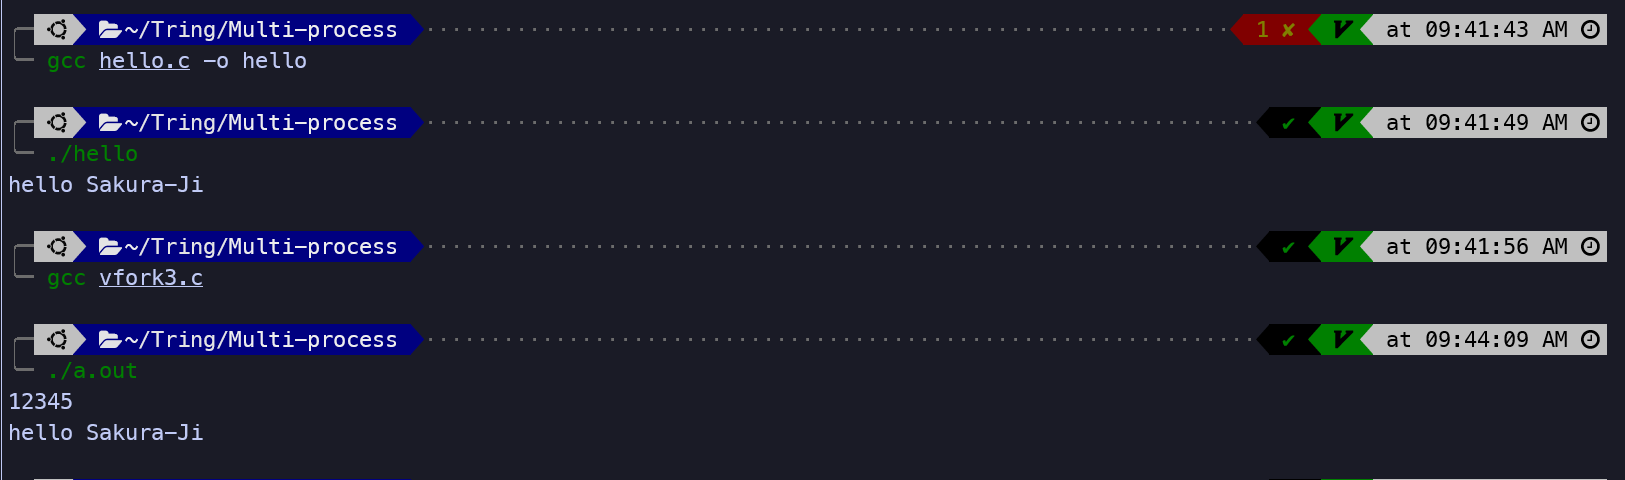 ~/Tring/Multi-process 1 ✘ V at 09:41:43 AM
gcc hello.c -o hello
~/Tring/Multi-process ✔ V at 09:41:49 AM
./hello
hello Sakura-Ji
~/Tring/Multi-process ✔ V at 09:41:56 AM
gcc vfork3.c
~/Tring/Multi-process ✔ V at 09:44:09 AM
./a.out
12345
hello Sakura-Ji